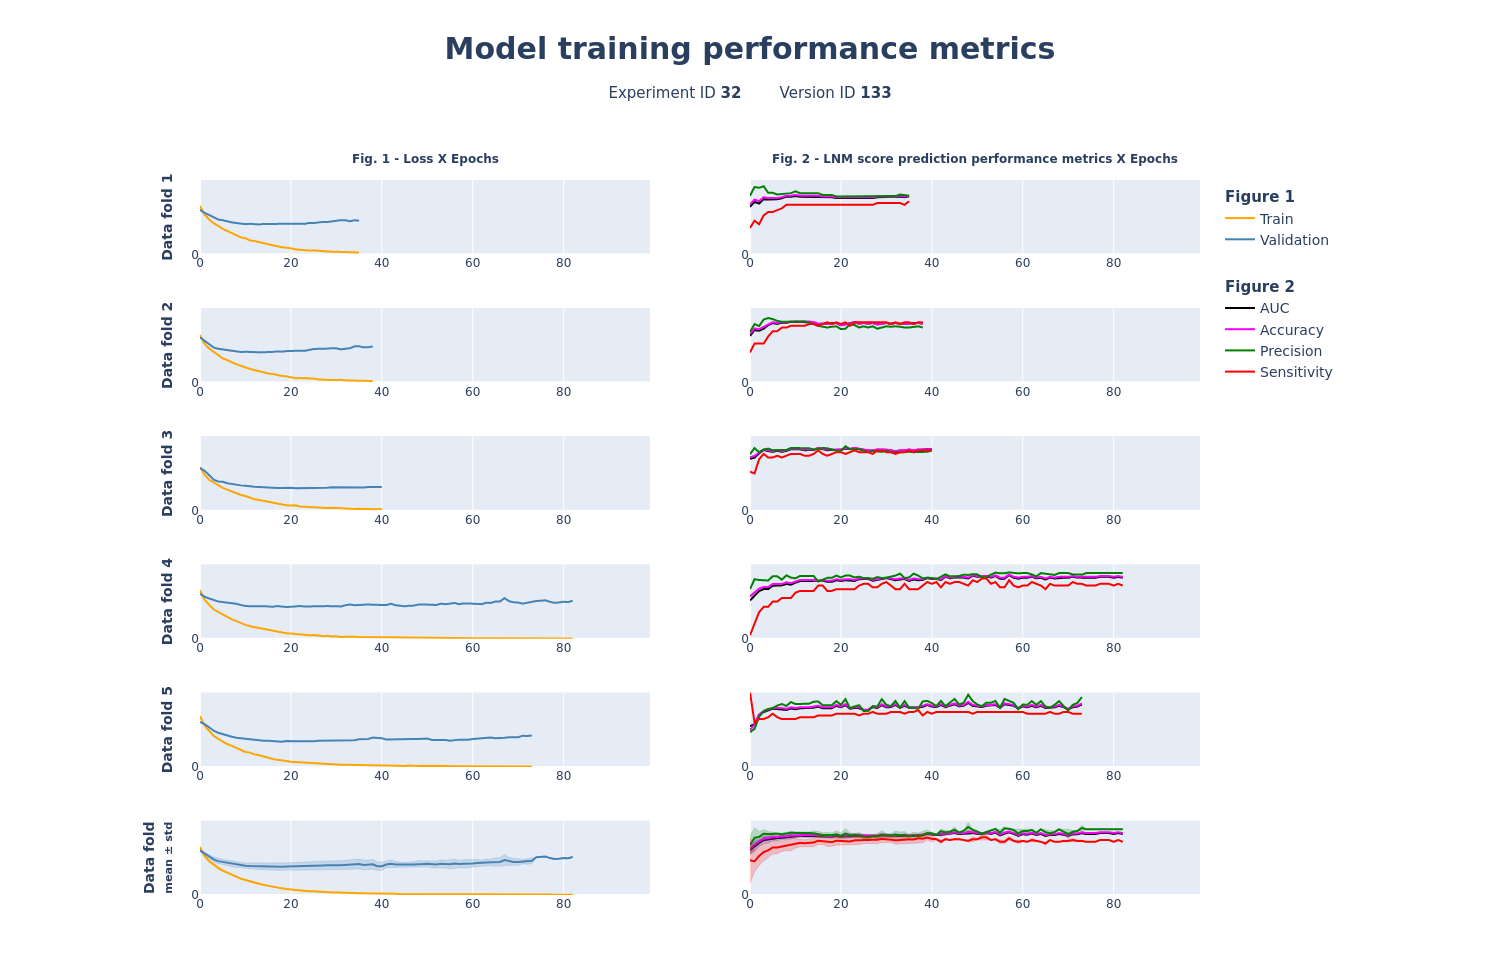 Model training performance metrics
Experiment ID 32 Version ID 133
Fig. 1 - Loss X Epochs
Fig. 2 - LNM score prediction performance metrics X Epochs
Data fold 1
0
0 20 40 60 80
0
0 20 40 60 80
Figure 1
Train
Validation
Figure 2
AUC
Accuracy
Precision
Sensitivity
Data fold 2
0
0 20 40 60 80
0
0 20 40 60 80
Data fold 3
0
0 20 40 60 80
0
0 20 40 60 80
Data fold 4
0
0 20 40 60 80
0
0 20 40 60 80
Data fold 5
0
0 20 40 60 80
0
0 20 40 60 80
Data fold
mean ± std
0
0 20 40 60 80
0
0 20 40 60 80